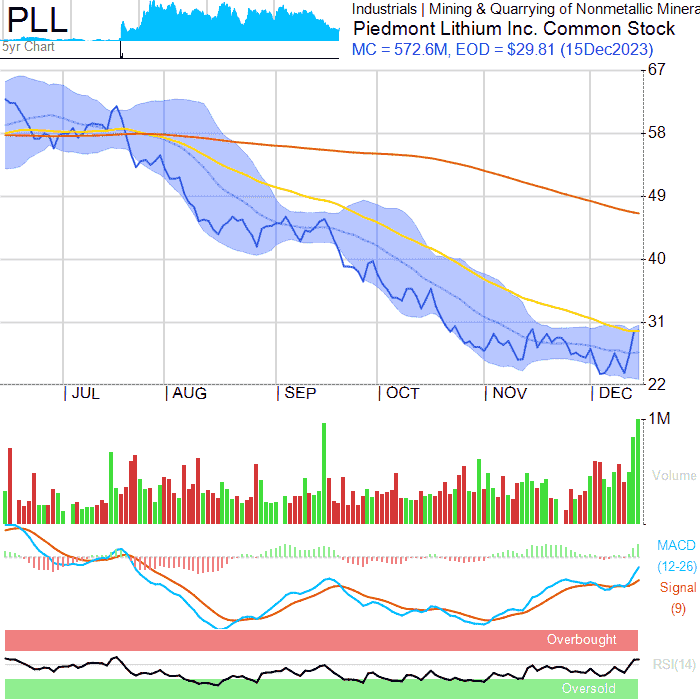 PLL
5yr Chart
Industrials | Mining & Quarrying of Nonmetallic Minera
Piedmont Lithium Inc. Common Stock
MC = 572.6M, EOD = $29.81 (15Dec2023)
67
58
49
40
31
22
| JUL | AUG | SEP | OCT | NOV | DEC
1M
Volume
MACD
(12-26)
Signal
(9)
Overbought
RSI(14)
Oversold